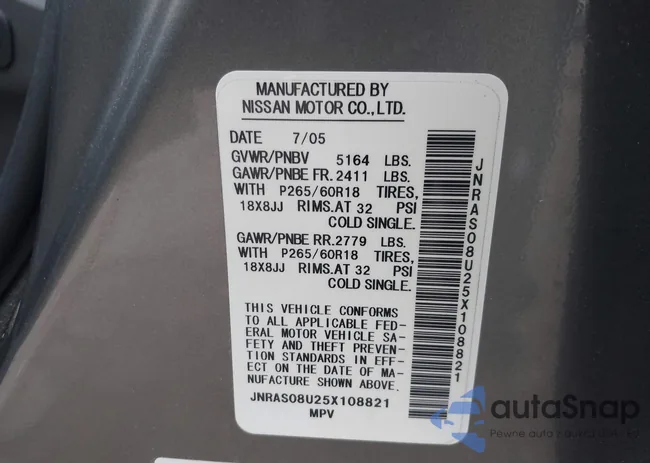 MANUFACTURED BY
NISSAN MOTOR CO.,LTD.
DATE 7/05
GVWR/PNBV 5164 LBS.
GAWR/PNBE FR. 2411 LBS.
WITH P265/60R18 TIRES,
18X8JJ RIMS.AT 32 PSI
COLD SINGLE.
GAWR/PNBE RR. 2779 LBS.
WITH P265/60R18 TIRES,
18X8JJ RIMS.AT 32 PSI
COLD SINGLE.
THIS VEHICLE CONFORMS
TO ALL APPLICABLE FED-
ERAL MOTOR VEHICLE SA-
FETY AND THEFT PREVEN-
TION STANDARDS IN EFF-
ECT ON THE DATE OF MA-
NUFACTURE SHOWN ABOVE.
JNRAS08U25X108821
MPV
JNRAS08U25X108821
autoSnap
Pewne auta z aukcji